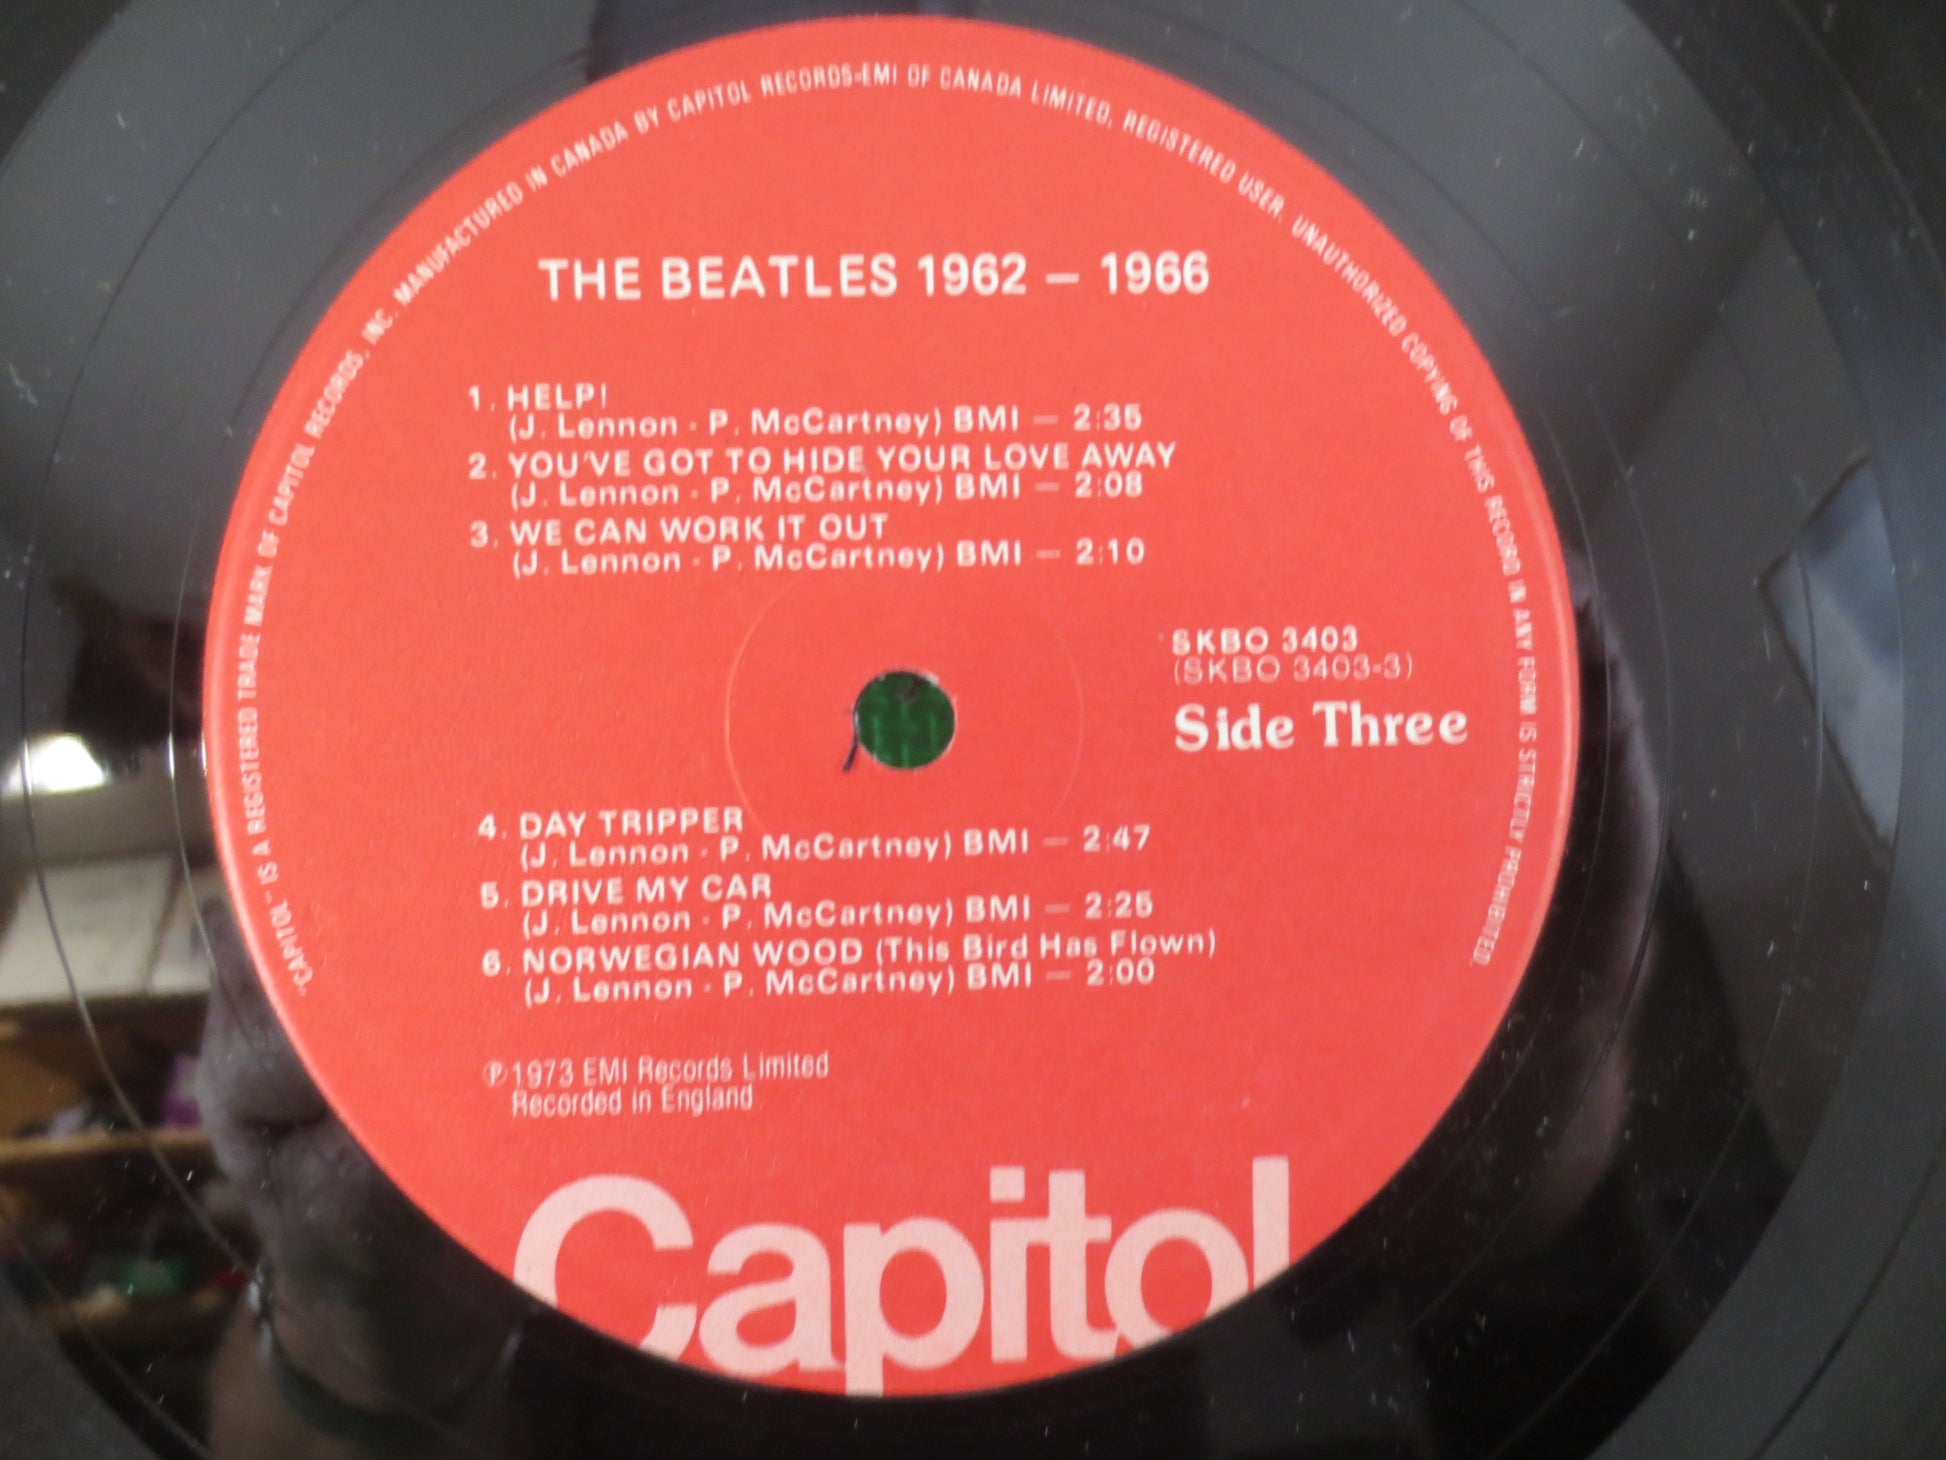 "CAPITOL" IS A REGISTERED TRADE MARK OF CAPITOL RECORDS, INC. MANUFACTURED IN CANADA BY CAPITOL RECORDS-EMI OF CANADA LIMITED, REGISTERED USER. UNAUTHORIZED COPYING OF THIS RECORD IN ANY FORM IS STRICTLY PROHIBITED.
THE BEATLES 1962 — 1966
1. HELP!
(J. Lennon - P. McCartney) BMI — 2:35
2. YOU'VE GOT TO HIDE YOUR LOVE AWAY
(J. Lennon - P. McCartney) BMI — 2:08
3. WE CAN WORK IT OUT
(J. Lennon - P. McCartney) BMI — 2:10
SKBO 3403
(SKBO 3403-3)
Side Three
4. DAY TRIPPER
(J. Lennon - P. McCartney) BMI — 2:47
5. DRIVE MY CAR
(J. Lennon - P. McCartney) BMI — 2:25
6. NORWEGIAN WOOD (This Bird Has Flown)
(J. Lennon - P. McCartney) BMI — 2:00
℗ 1973 EMI Records Limited
Recorded in England
Capitol